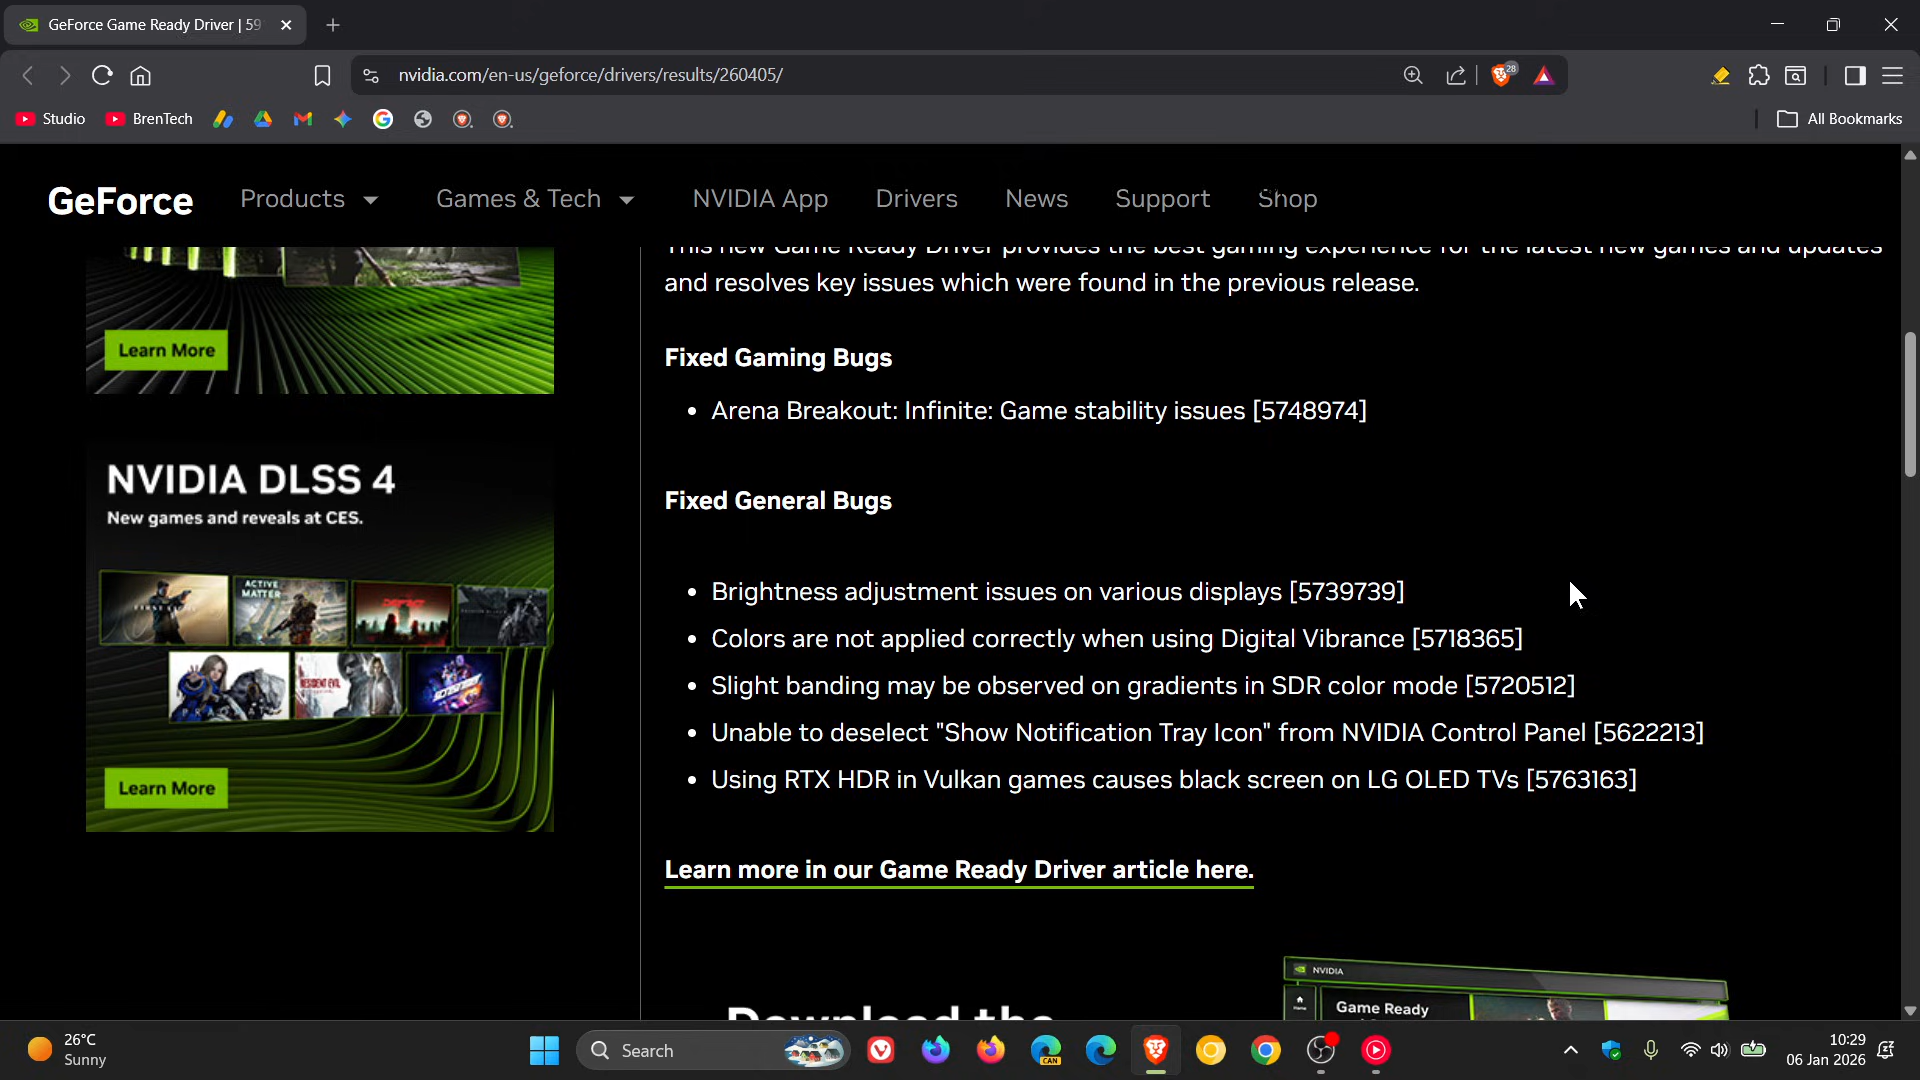 GeForce Game Ready Driver | 59
nvidia.com/en-us/geforce/drivers/results/260405/
28
Studio
BrenTech
All Bookmarks
GeForce
Products
Games & Tech
NVIDIA App
Drivers
News
Support
Shop
This new Game Ready Driver provides the best gaming experience for the latest new games and updates
and resolves key issues which were found in the previous release.
Learn More
Fixed Gaming Bugs
• Arena Breakout: Infinite: Game stability issues [5748974]
NVIDIA DLSS 4
New games and reveals at CES.
ACTIVE
MATTER
RESIDENT EVIL
Learn More
Fixed General Bugs
• Brightness adjustment issues on various displays [5739739]
• Colors are not applied correctly when using Digital Vibrance [5718365]
• Slight banding may be observed on gradients in SDR color mode [5720512]
• Unable to deselect "Show Notification Tray Icon" from NVIDIA Control Panel [5622213]
• Using RTX HDR in Vulkan games causes black screen on LG OLED TVs [5763163]
Learn more in our Game Ready Driver article here.
Download the
NVIDIA
Home
Game Ready
26°C
Sunny
Search
CAN
10:29
06 Jan 2026